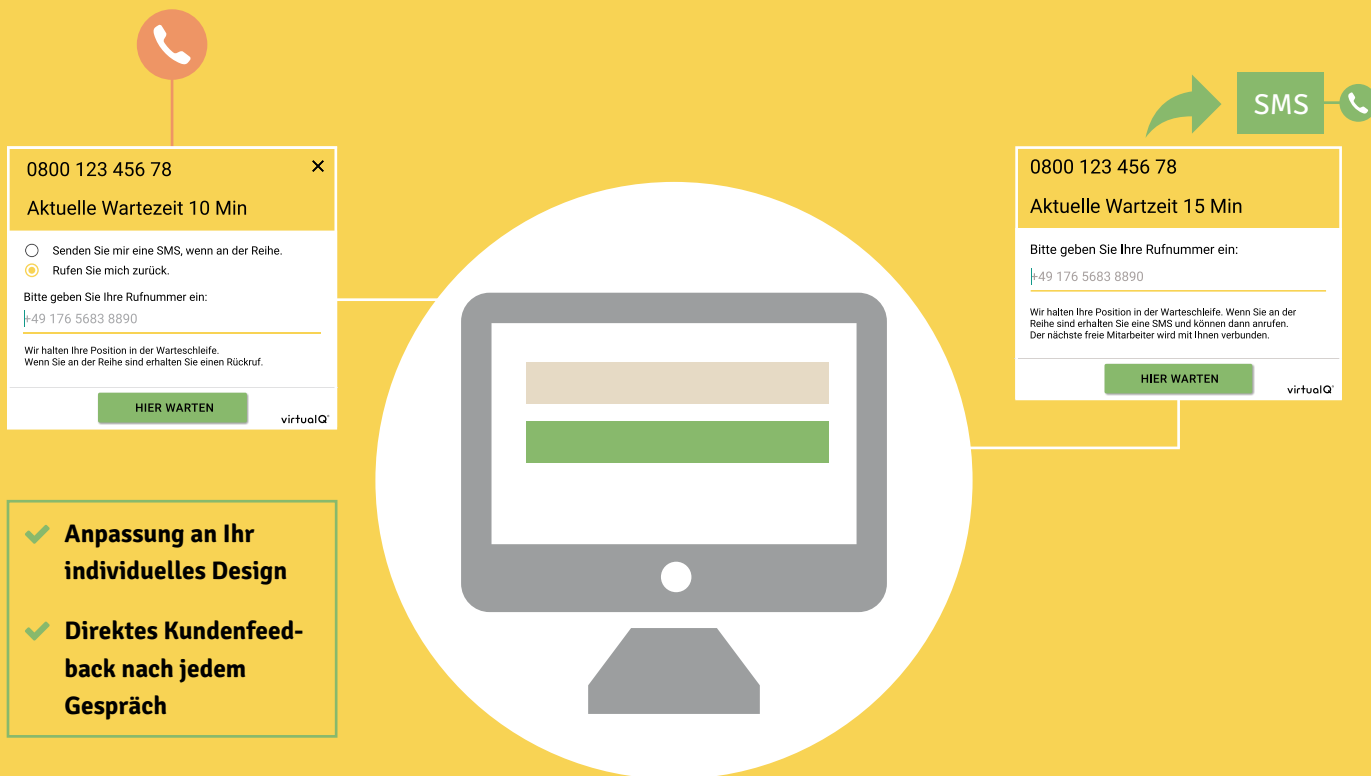 0800 123 456 78
Aktuelle Wartezeit 10 Min
Senden Sie mir eine SMS, wenn an der Reihe.
Rufen Sie mich zurück.
Bitte geben Sie Ihre Rufnummer ein:
+49 176 5683 8890
Wir halten Ihre Position in der Warteschleife.
Wenn Sie an der Reihe sind erhalten Sie einen Rückruf.
HIER WARTEN
virtualQ
Anpassung an Ihr
individuelles Design
Direktes Kundenfeed-
back nach jedem
Gespräch
SMS
0800 123 456 78
Aktuelle Wartzeit 15 Min
Bitte geben Sie Ihre Rufnummer ein:
+49 176 5683 8890
Wir halten Ihre Position in der Warteschleife. Wenn Sie an der
Reihe sind erhalten Sie eine SMS und können dann anrufen.
Der nächste freie Mitarbeiter wird mit Ihnen verbunden.
HIER WARTEN
virtualQ